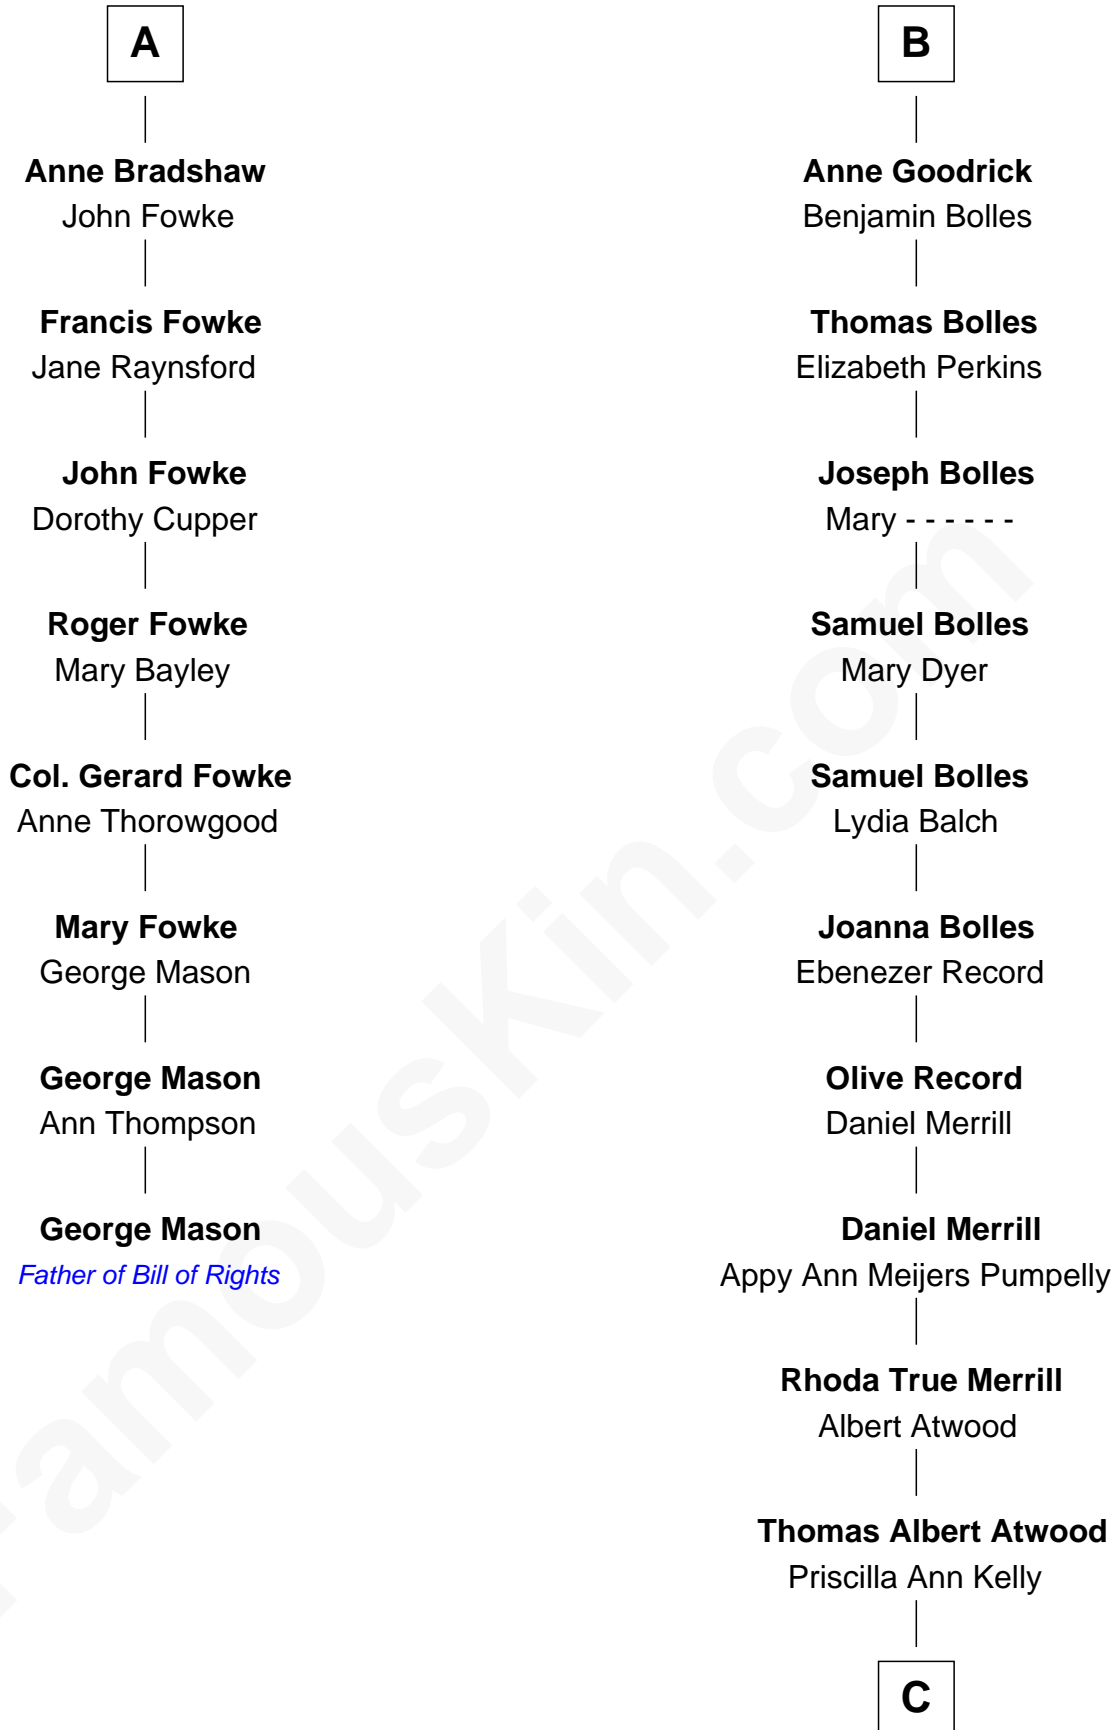 A
Anne Bradshaw
John Fowke
Francis Fowke
Jane Raynsford
John Fowke
Dorothy Cupper
Roger Fowke
Mary Bayley
Col. Gerard Fowke
Anne Thorowgood
Mary Fowke
George Mason
George Mason
Ann Thompson
George Mason
Father of Bill of Rights
B
Anne Goodrick
Benjamin Bolles
Thomas Bolles
Elizabeth Perkins
Joseph Bolles
Mary - - - - - -
Samuel Bolles
Mary Dyer
Samuel Bolles
Lydia Balch
Joanna Bolles
Ebenezer Record
Olive Record
Daniel Merrill
Daniel Merrill
Appy Ann Meijers Pumpelly
Rhoda True Merrill
Albert Atwood
Thomas Albert Atwood
Priscilla Ann Kelly
C
FamousKin.com